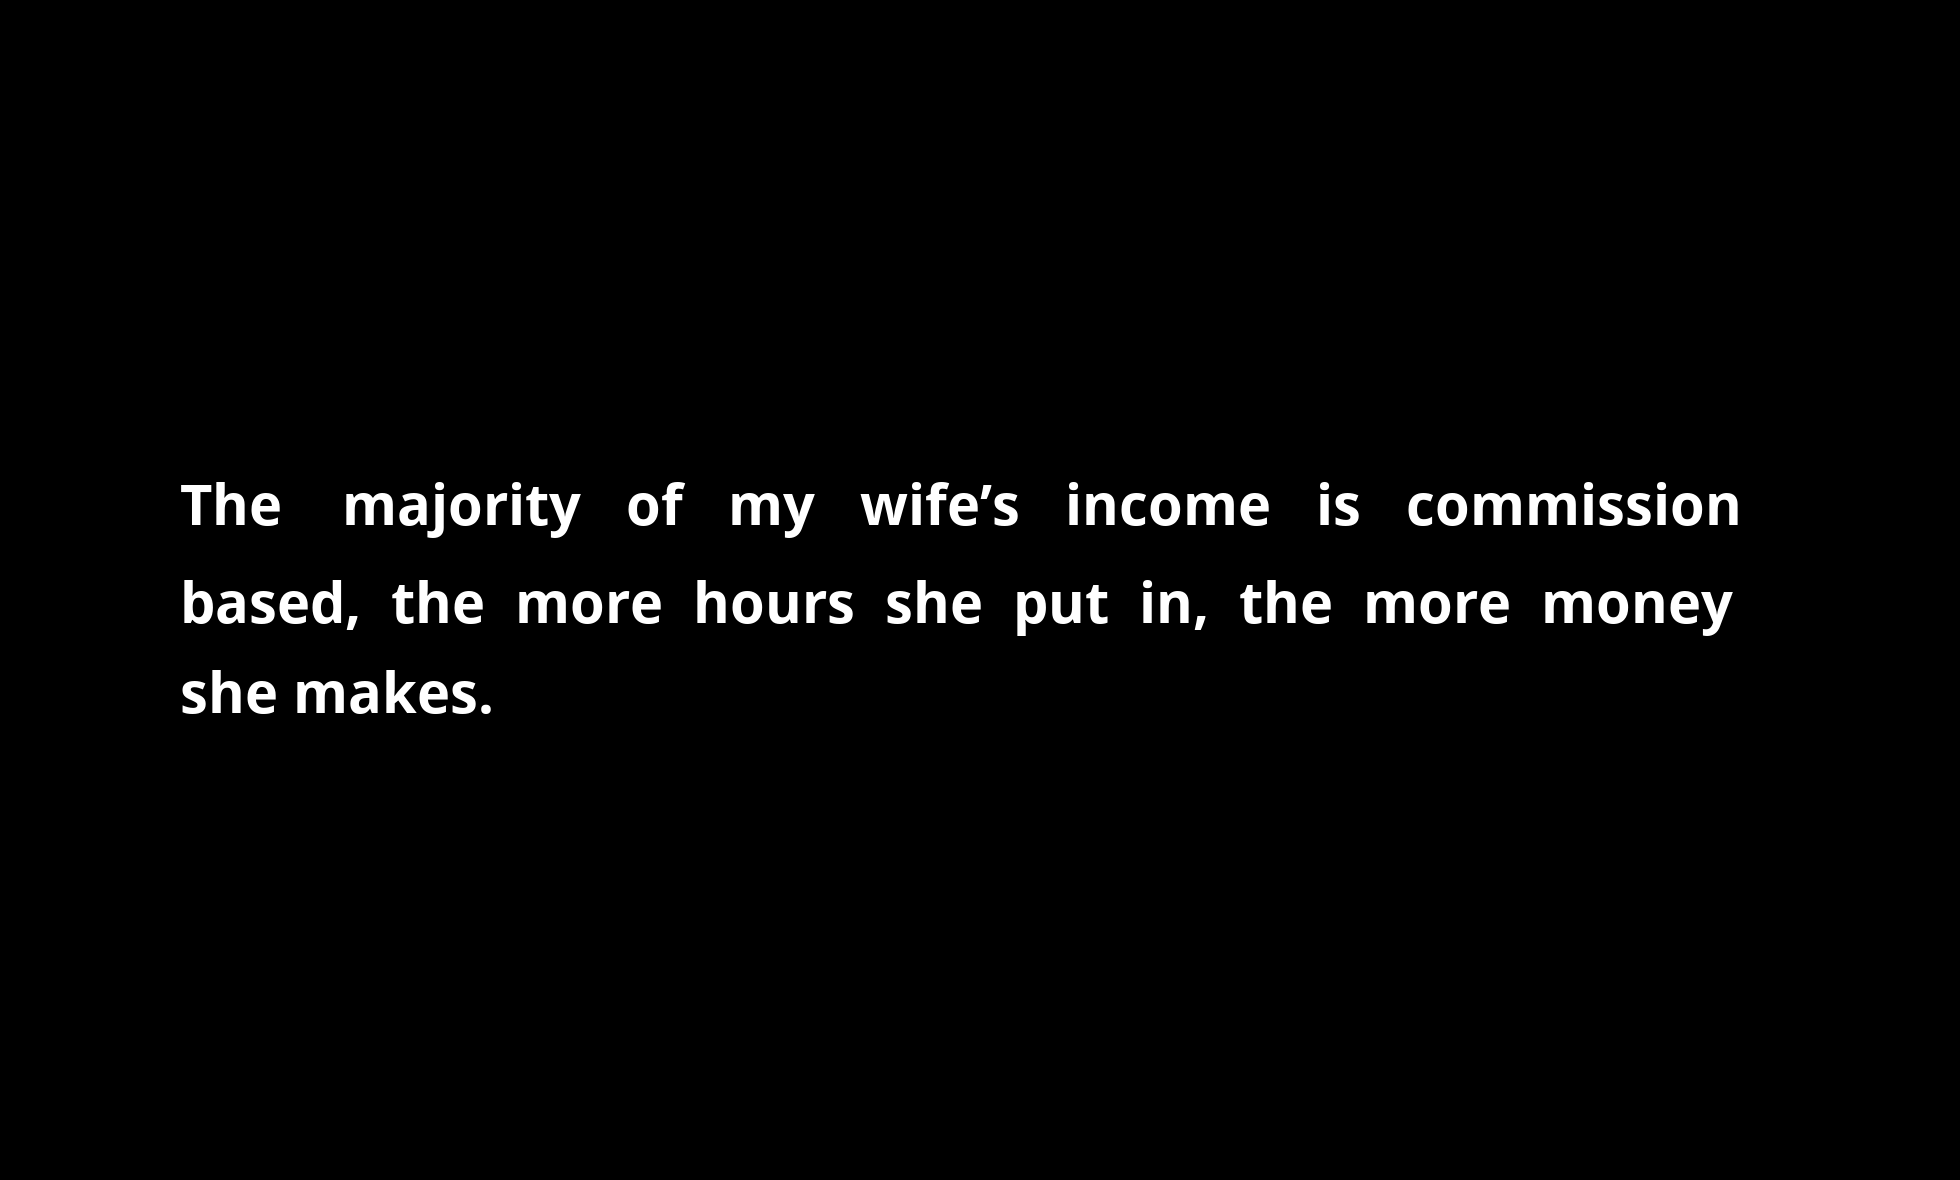 The majority of my wife’s income is commission
based, the more hours she put in, the more money
she makes.